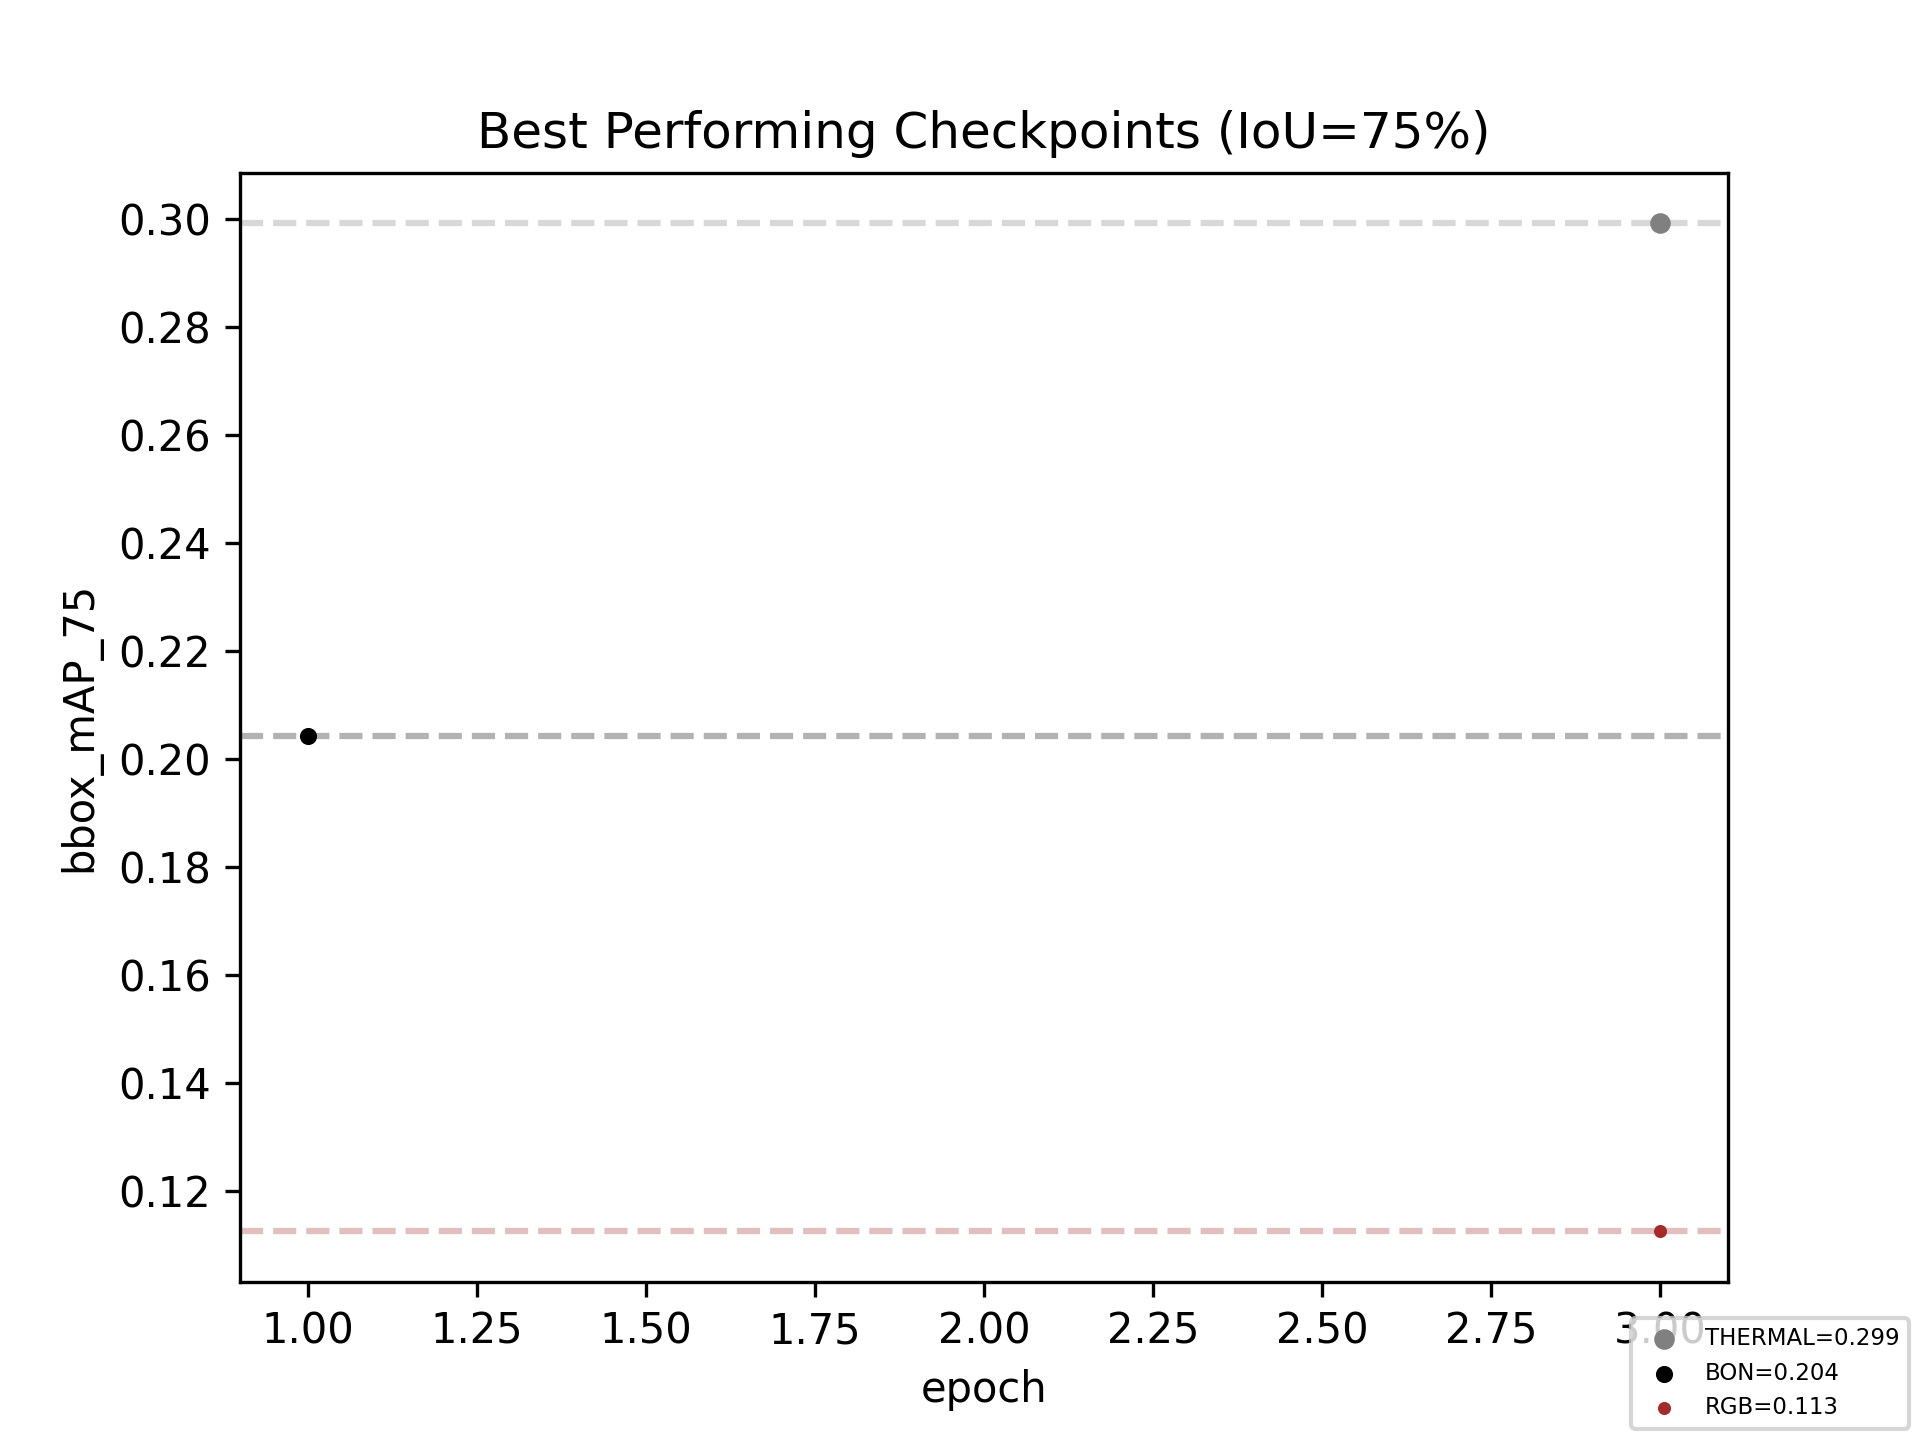 Best Performing Checkpoints (IoU=75%)
0.30
0.28
0.26
0.24
0.22
0.20
0.18
0.16
0.14
0.12
bbox_mAP_75
1.00 1.25 1.50 1.75 2.00 2.25 2.50 2.75 3.00
epoch
THERMAL=0.299
BON=0.204
RGB=0.113